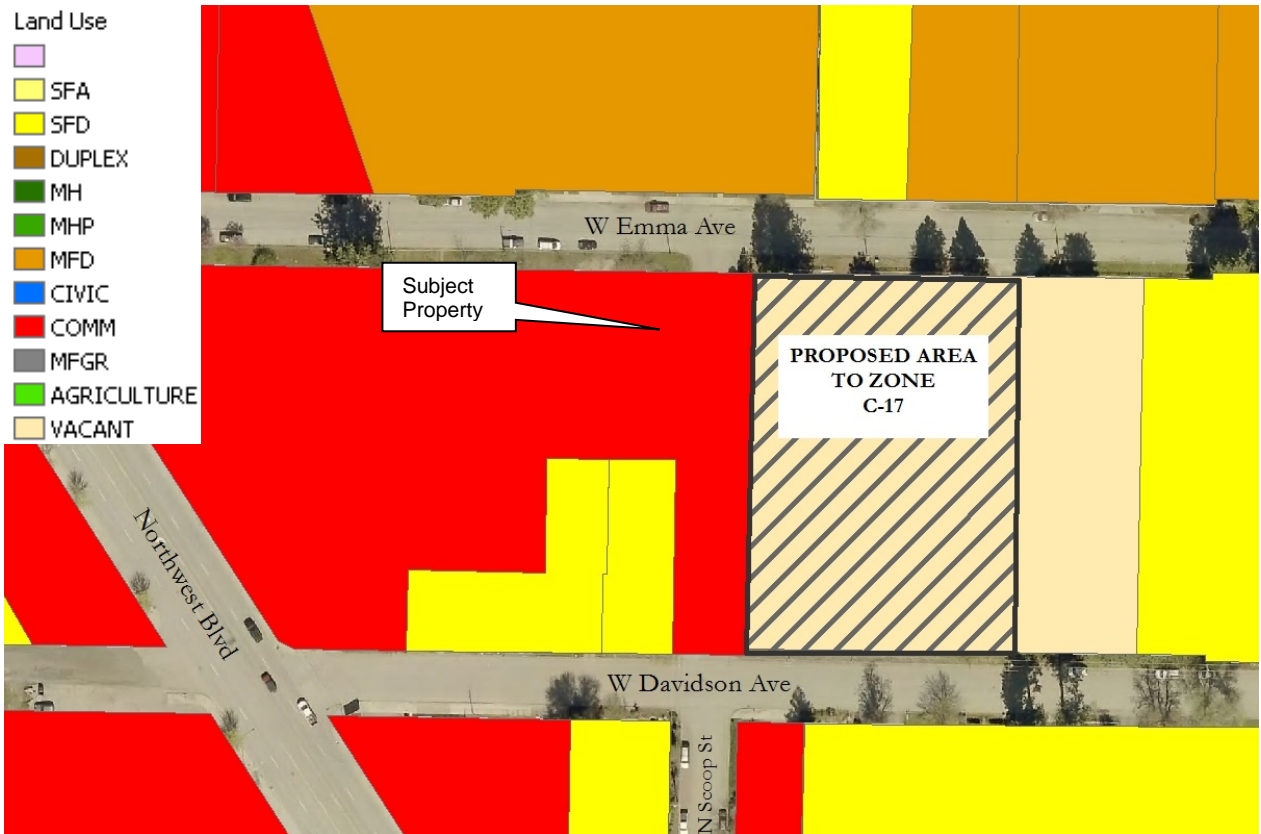 Land Use
SFA
SFD
DUPLEX
MH
MHP
MFD
CIVIC
COMM
MFGR
AGRICULTURE
VACANT
W Emma Ave
Subject
Property
PROPOSED AREA
TO ZONE
C-17
Northwest Blvd
W Davidson Ave
N Scoop St